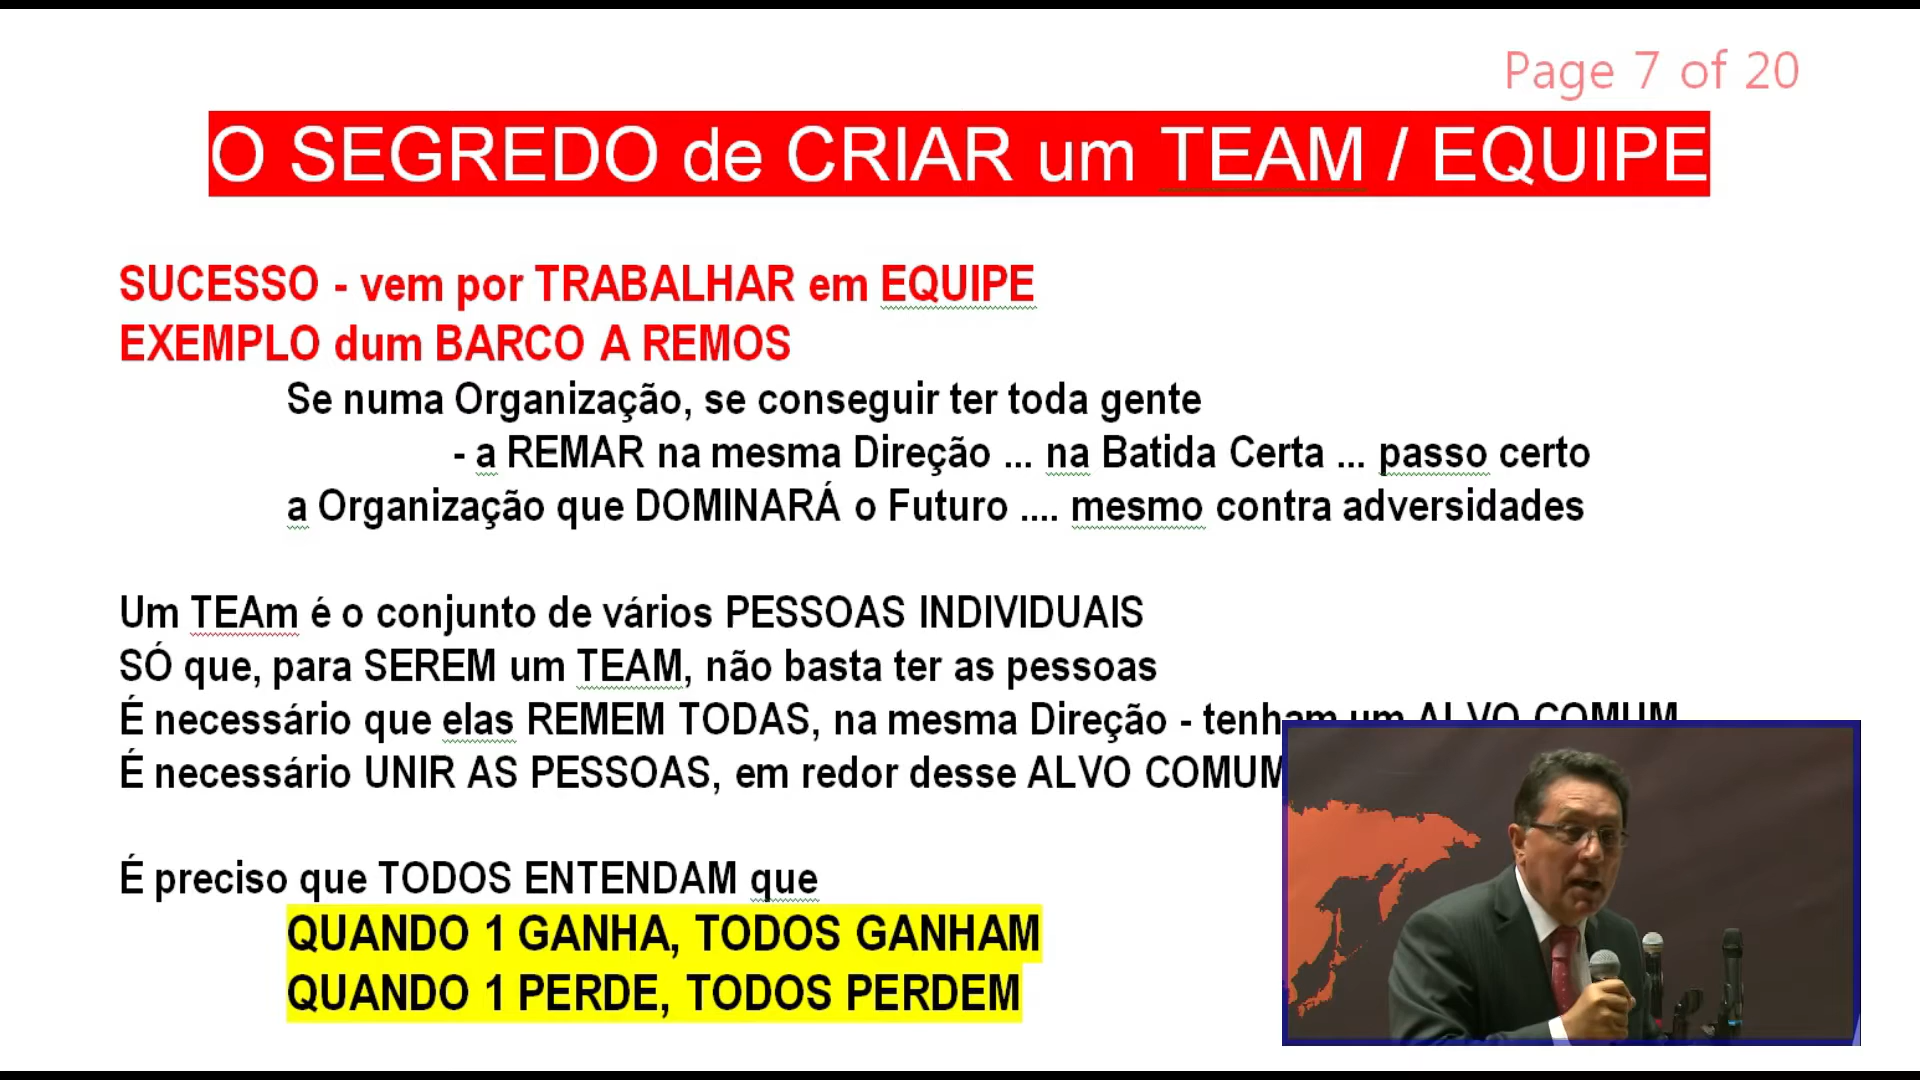 Page 7 of 20
O SEGREDO de CRIAR um TEAM / EQUIPE
SUCESSO - vem por TRABALHAR em EQUIPE
EXEMPLO dum BARCO A REMOS
Se numa Organização, se conseguir ter toda gente
- a REMAR na mesma Direção ... na Batida Certa ... passo certo
a Organização que DOMINARÁ o Futuro .... mesmo contra adversidades
Um TEAm é o conjunto de vários PESSOAS INDIVIDUAIS
SÓ que, para SEREM um TEAM, não basta ter as pessoas
É necessário que elas REMEM TODAS, na mesma Direção - tenham um ALVO COMUM
É necessário UNIR AS PESSOAS, em redor desse ALVO COMUM
É preciso que TODOS ENTENDAM que
QUANDO 1 GANHA, TODOS GANHAM
QUANDO 1 PERDE, TODOS PERDEM